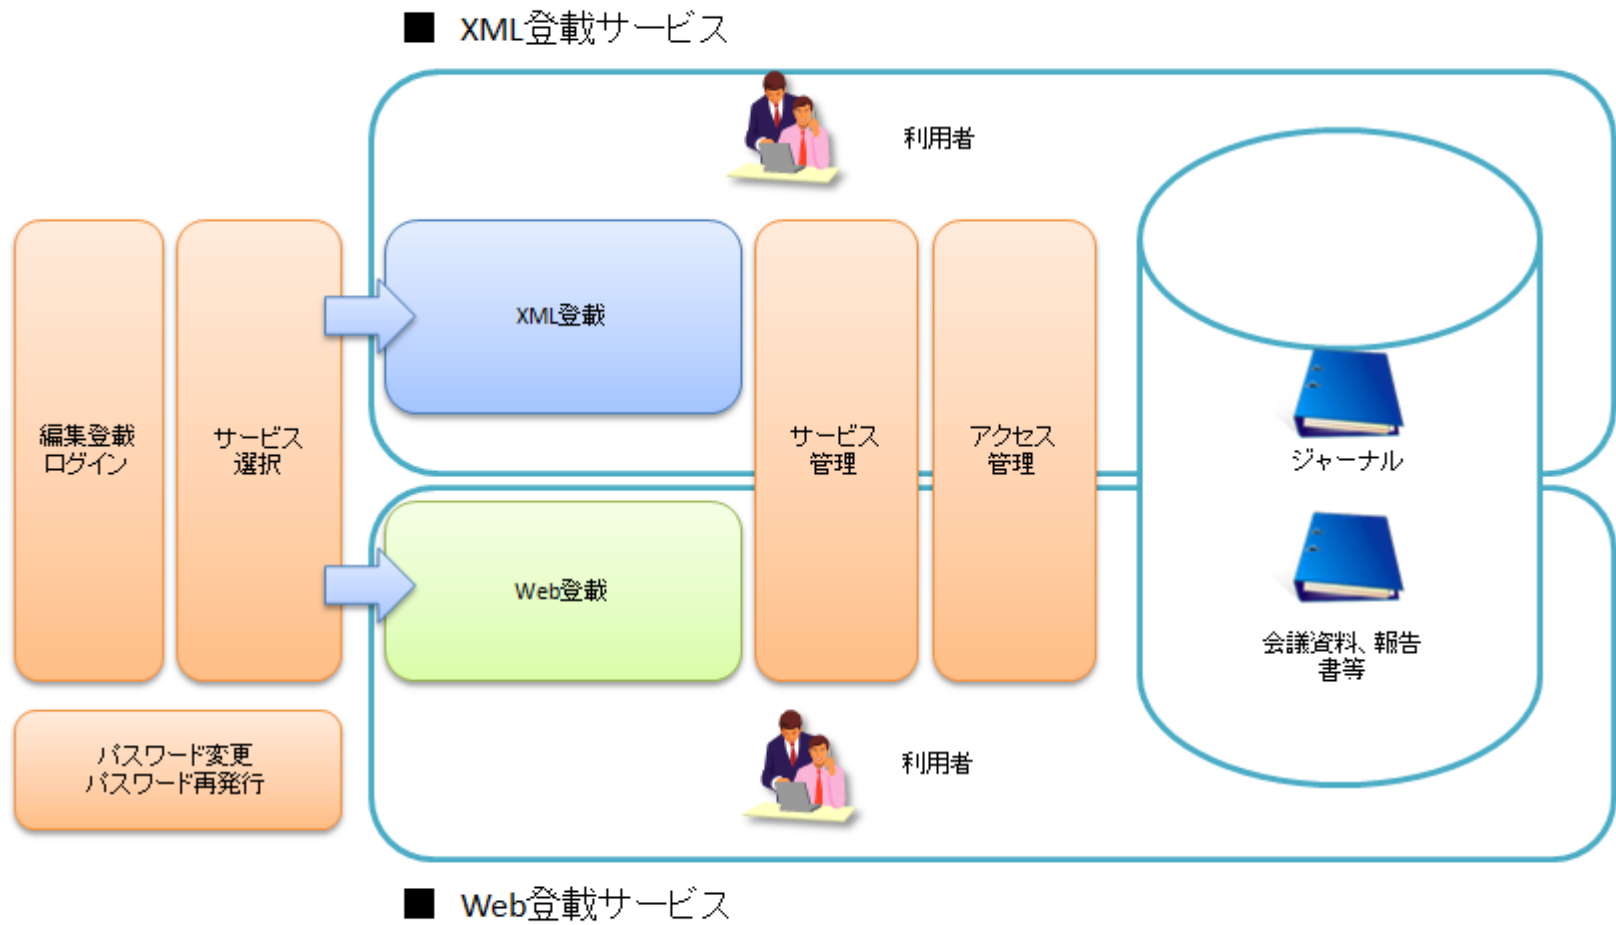 ■ XML登載サービス
利用者
編集登載
ログイン
サービス
選択
XML登載
Web登載
サービス
管理
アクセス
管理
ジャーナル
会議資料、報告
書等
パスワード変更
パスワード再発行
利用者
■ Web登載サービス